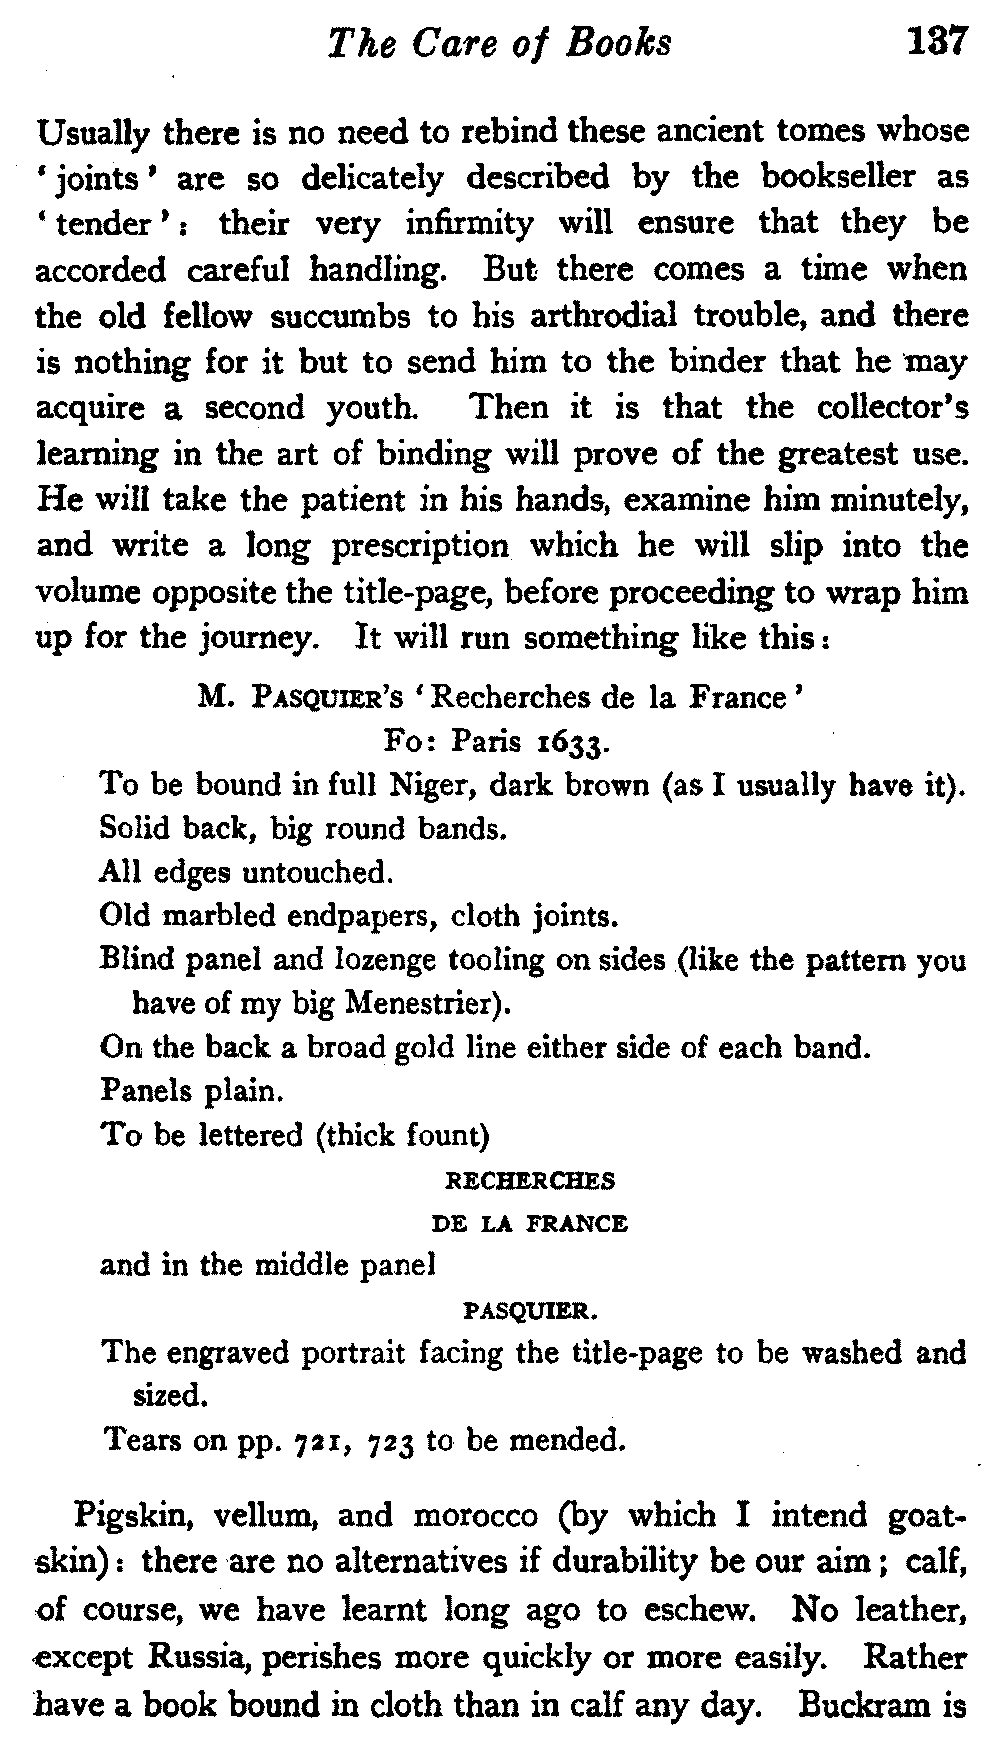 The Care of Books 137
Usually there is no need to rebind these ancient tomes whose
‘joints’ are so delicately described by the bookseller as
‘tender’: their very infirmity will ensure that they be
accorded careful handling. But there comes a time when
the old fellow succumbs to his arthrodial trouble, and there
is nothing for it but to send him to the binder that he may
acquire a second youth. Then it is that the collector's
learning in the art of binding will prove of the greatest use.
He will take the patient in his hands, examine him minutely,
and write a long prescription which he will slip into the
volume opposite the title-page, before proceeding to wrap him
up for the journey. It will run something like this:
M. PASQUIER'S ‘Recherches de la France’
Fo: Paris 1633.
To be bound in full Niger, dark brown (as I usually have it).
Solid back, big round bands.
All edges untouched.
Old marbled endpapers, cloth joints.
Blind panel and lozenge tooling on sides (like the pattern you
have of my big Menestrier).
On the back a broad gold line either side of each band.
Panels plain.
To be lettered (thick fount)
RECHERCHES
DE LA FRANCE
and in the middle panel
PASQUIER.
The engraved portrait facing the title-page to be washed and
sized.
Tears on pp. 721, 723 to be mended.
Pigskin, vellum, and morocco (by which I intend goat-
skin): there are no alternatives if durability be our aim; calf,
of course, we have learnt long ago to eschew. No leather,
except Russia, perishes more quickly or more easily. Rather
have a book bound in cloth than in calf any day. Buckram is